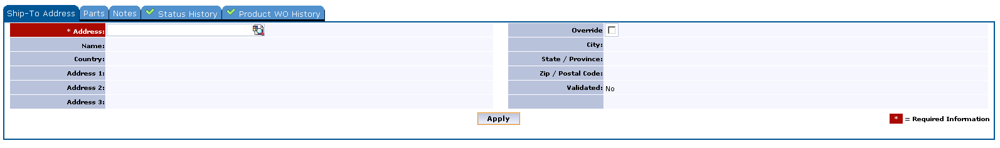 Ship-To Address Parts Notes Status History Product WO History
* Address: Override
Name: City:
Country: State / Province:
Address 1: Zip / Postal Code:
Address 2: Validated: No
Address 3:
Apply * = Required Information